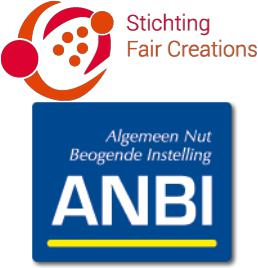 Stichting
Fair Creations
Algemeen Nut
Beogende Instelling
ANBI